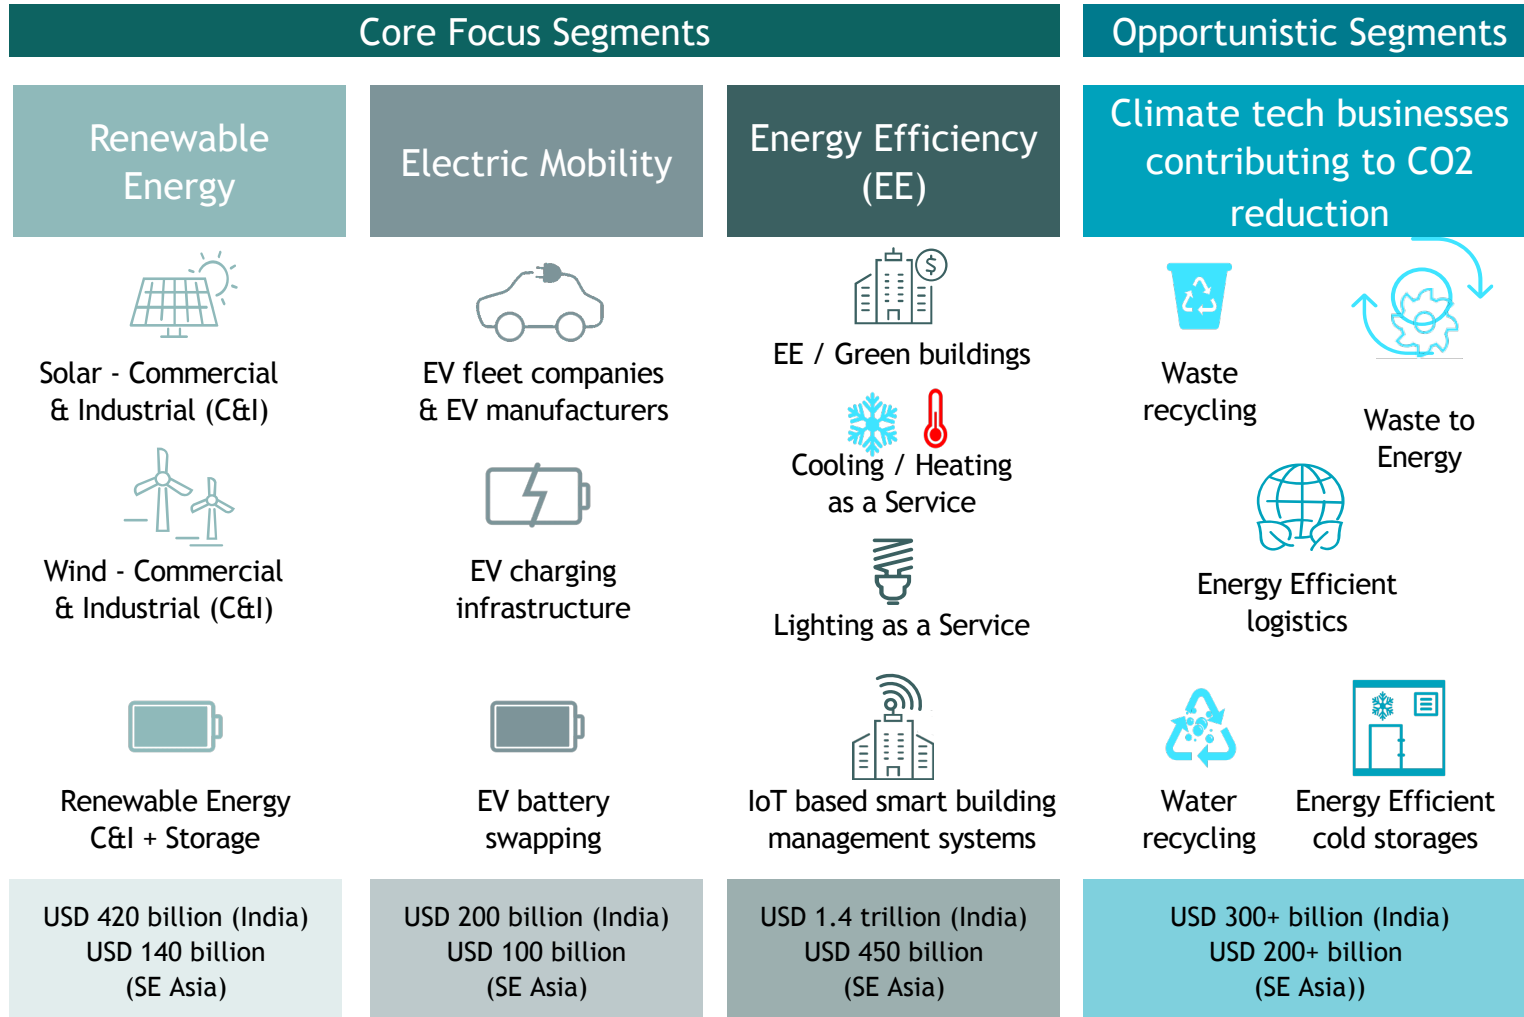 Core Focus Segments
Opportunistic Segments
Renewable
Energy
Electric Mobility
Energy Efficiency
(EE)
Climate tech businesses
contributing to CO2
reduction
Solar - Commercial
& Industrial (C&I)
Wind - Commercial
& Industrial (C&I)
Renewable Energy
C&I + Storage
EV fleet companies
& EV manufacturers
EV charging
infrastructure
EV battery
swapping
$
EE / Green buildings
Cooling / Heating
as a Service
Lighting as a Service
IoT based smart building
management systems
Waste
recycling
Waste to
Energy
Energy Efficient
logistics
Water
recycling
Energy Efficient
cold storages
USD 420 billion (India)
USD 140 billion
(SE Asia)
USD 200 billion (India)
USD 100 billion
(SE Asia)
USD 1.4 trillion (India)
USD 450 billion
(SE Asia)
USD 300+ billion (India)
USD 200+ billion
(SE Asia))